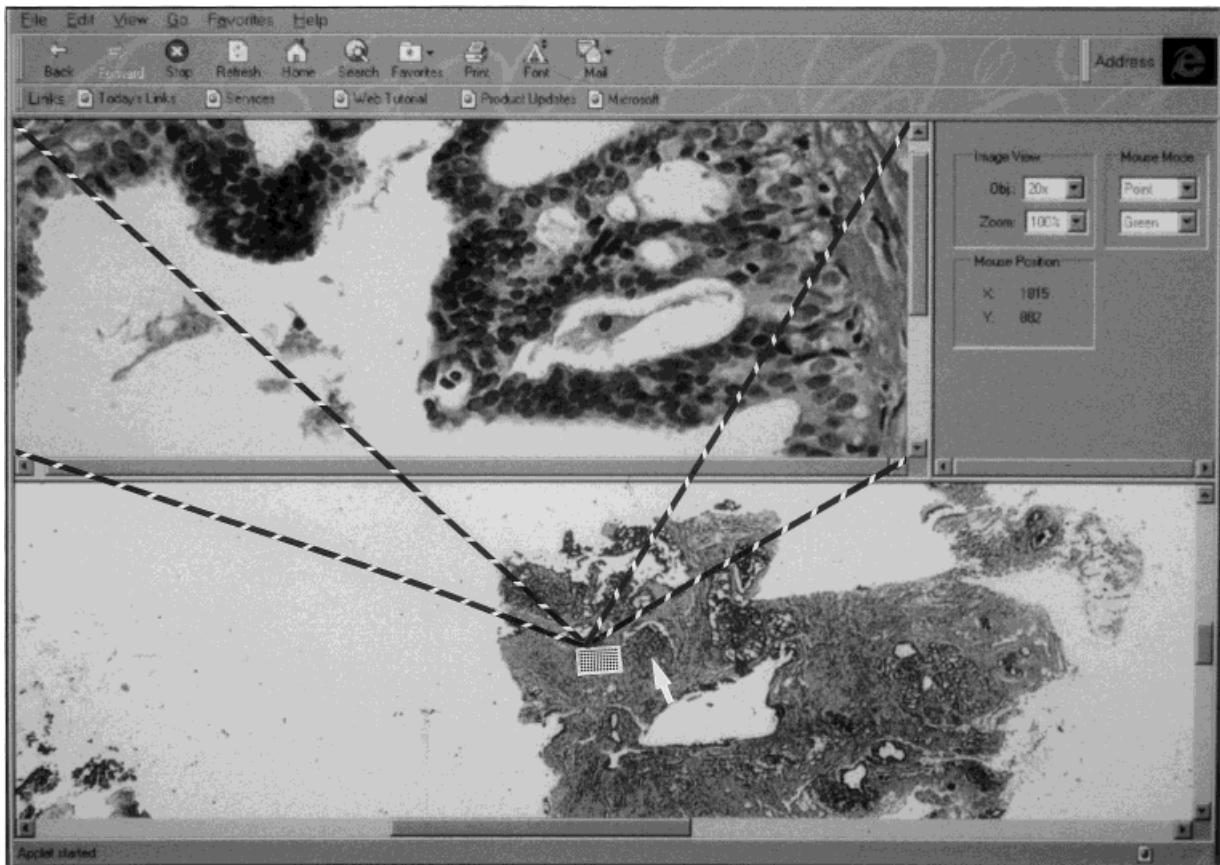 File Edit View Go Favorites Help
Back Forward Stop Refresh Home Search Favorites Print Font Mail
Address
Links Today's Links Services Web Tutorial Product Updates Microsoft
Image View
Mouse Mode
Obj.: 20x
Point
Zoom: 100%
Green
Mouse Position
X: 1815
Y: 882
Applet started